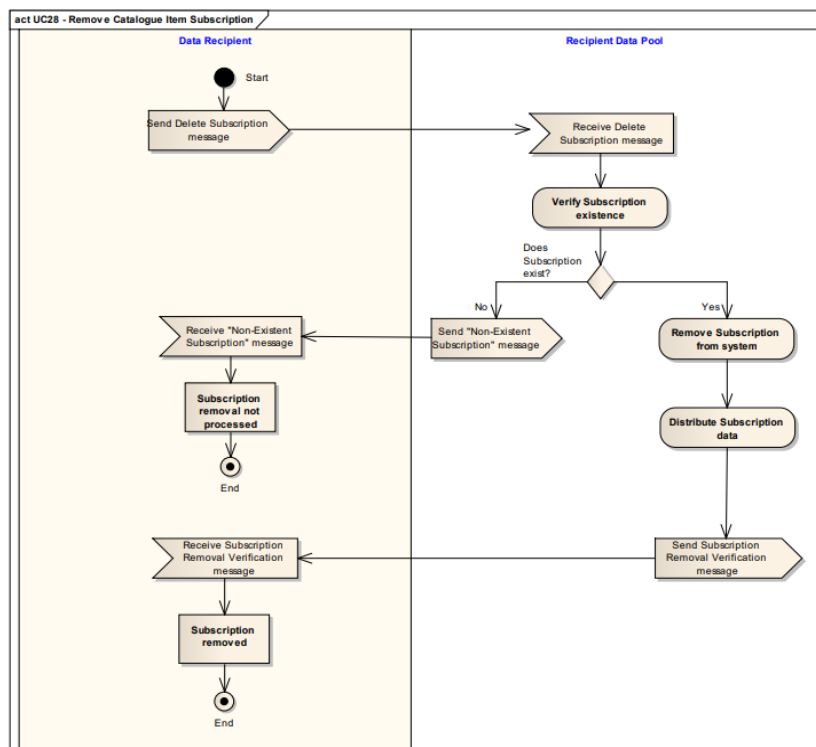 act UC28 - Remove Catalogue Item Subscription
Data Recipient
Recipient Data Pool
Start
Send Delete Subscription
message
Receive Delete
Subscription message
Verify Subscription
existence
Does
Subscription
exist?
No
Yes
Receive "Non-Existent
Subscription" message
Send "Non-Existent
Subscription" message
Remove Subscription
from system
Subscription
removal not
processed
Distribute Subscription
data
End
Receive Subscription
Removal Verification
message
Send Subscription
Removal Verification
message
Subscription
removed
End